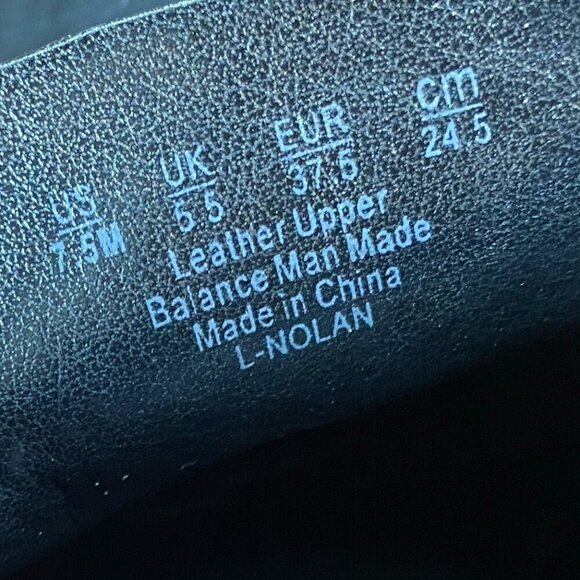 US UK EUR cm
7.5M 5.5 37.5 24.5
Leather Upper
Balance Man Made
Made in China
L-NOLAN